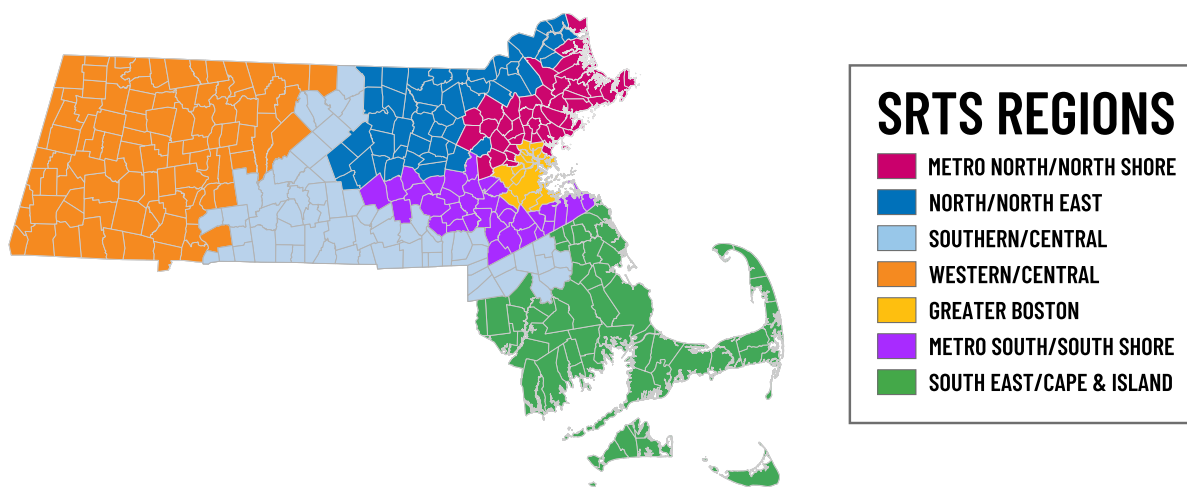 SRTS REGIONS
METRO NORTH/NORTH SHORE
NORTH/NORTH EAST
SOUTHERN/CENTRAL
WESTERN/CENTRAL
GREATER BOSTON
METRO SOUTH/SOUTH SHORE
SOUTH EAST/CAPE & ISLAND